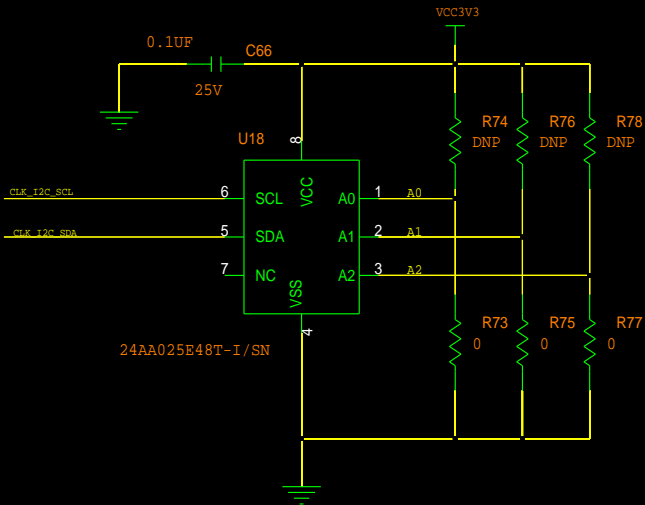 VCC3V3
0.1UF
C66
25V
R74
R76
R78
DNP
DNP
DNP
U18
8
CLK_I2C_SCL
6
SCL
VCC
A0
1
A0
CLK_I2C_SDA
5
SDA
A1
2
A1
7
NC
VSS
A2
3
A2
4
24AA025E48T-I/SN
R73
R75
R77
0
0
0